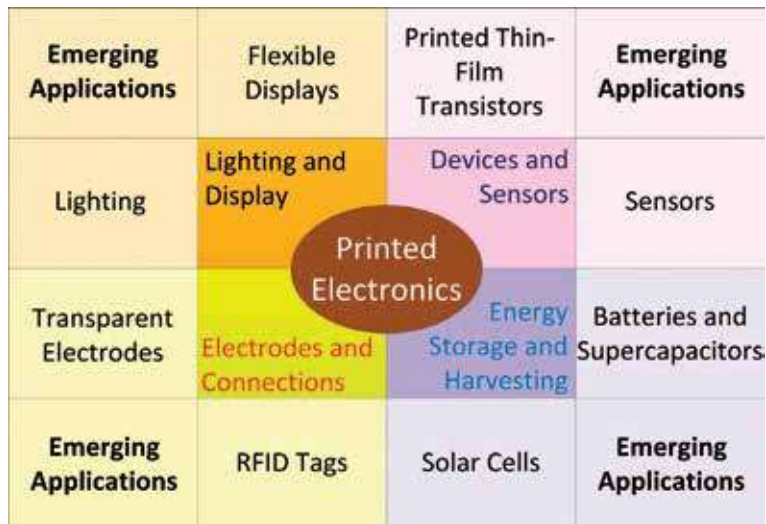 Emerging
Applications
Flexible
Displays
Printed Thin-
Film
Transistors
Emerging
Applications
Lighting
Lighting and
Display
Devices and
Sensors
Sensors
Printed
Electronics
Transparent
Electrodes
Electrodes and
Connections
Energy
Storage and
Harvesting
Batteries and
Supercapacitors
Emerging
Applications
RFID Tags
Solar Cells
Emerging
Applications